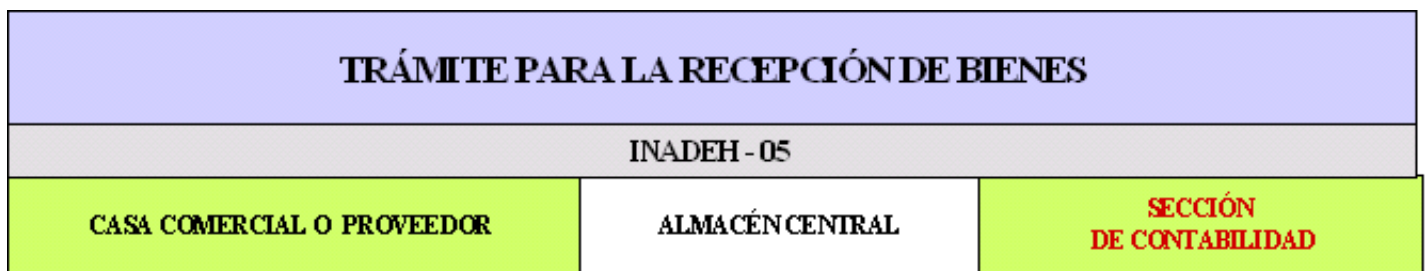 TRÁMITE PARA LA RECEPCIÓN DE BIENES
INADEH - 05
CASA COMERCIAL O PROVEEDOR
ALMACÉN CENTRAL
SECCIÓN
DE CONTABILIDAD